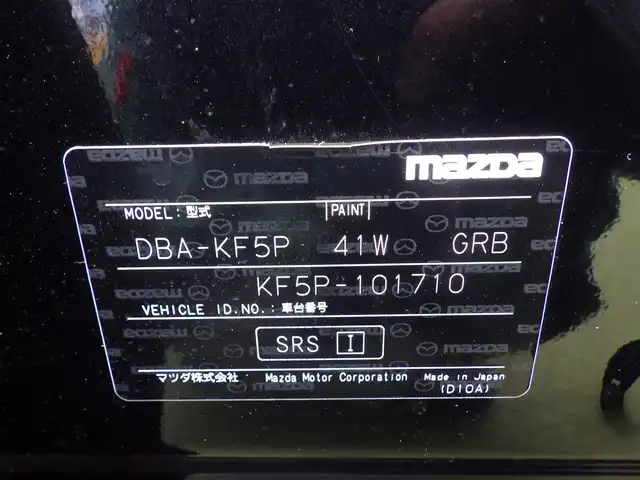 mazda
MODEL:型式 PAINT
DBA-KF5P 41W GRB
KF5P-101710
VEHICLE ID.NO.:車台番号
SRS I
マツダ株式会社 Mazda Motor Corporation Made in Japan
(D10A)